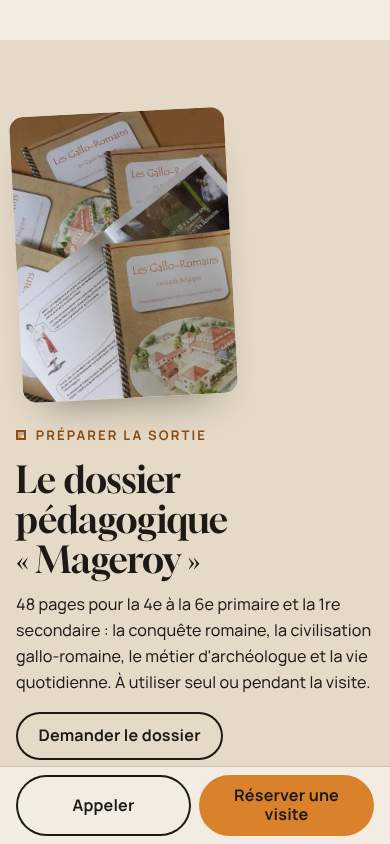 Les Gallo-Romains
Les Gallo-R
Les Gallo-Romains
PRÉPARER LA SORTIE
Le dossier
pédagogique
« Mageroy »
48 pages pour la 4e à la 6e primaire et la 1re
secondaire : la conquête romaine, la civilisation
gallo-romaine, le métier d'archéologue et la vie
quotidienne. À utiliser seul ou pendant la visite.
Demander le dossier
Appeler
Réserver une
visite